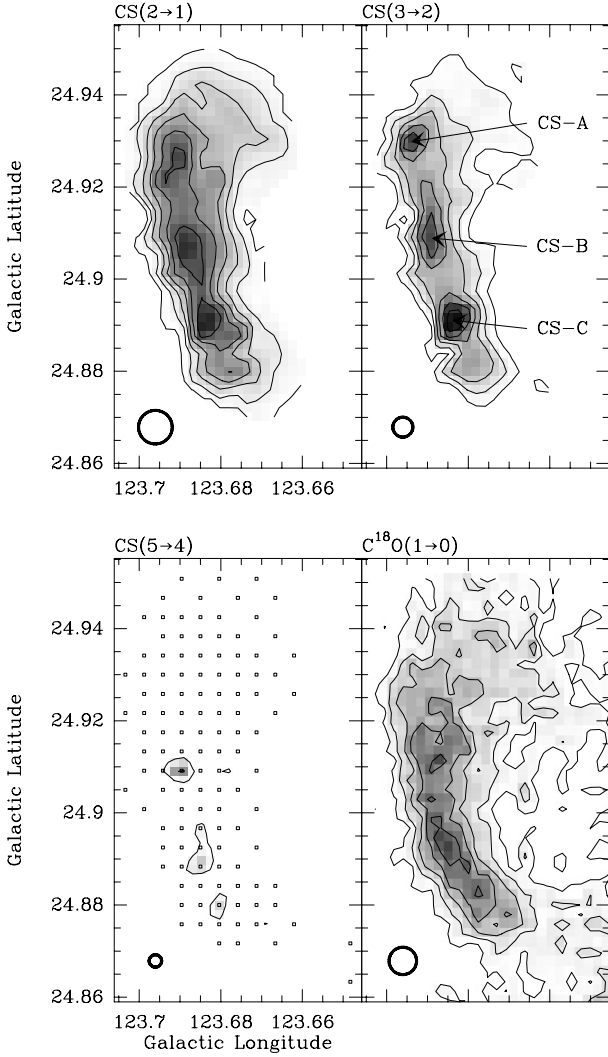 CS(2→1)
CS(3→2)
24.94
24.92
24.9
24.88
24.86
Galactic Latitude
CS-A
CS-B
CS-C
123.7 123.68 123.66
CS(5→4)
C¹⁸O(1→0)
24.94
24.92
24.9
24.88
24.86
Galactic Latitude
123.7 123.68 123.66
Galactic Longitude